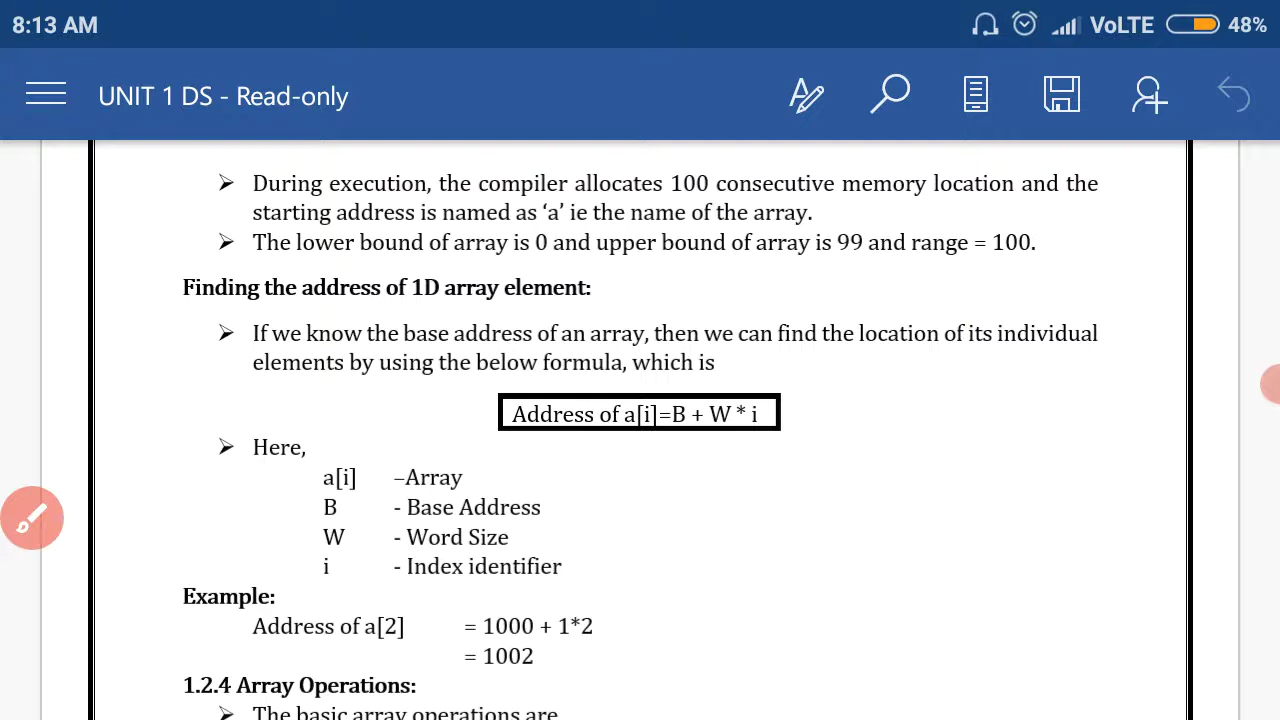 8:13 AM
VoLTE 48%
UNIT 1 DS - Read-only
➢ During execution, the compiler allocates 100 consecutive memory location and the
starting address is named as ‘a’ ie the name of the array.
➢ The lower bound of array is 0 and upper bound of array is 99 and range = 100.
Finding the address of 1D array element:
➢ If we know the base address of an array, then we can find the location of its individual
elements by using the below formula, which is
Address of a[i]=B + W * i
➢ Here,
a[i] –Array
B - Base Address
W - Word Size
i - Index identifier
Example:
Address of a[2] = 1000 + 1*2
= 1002
1.2.4 Array Operations:
➢ The basic array operations are